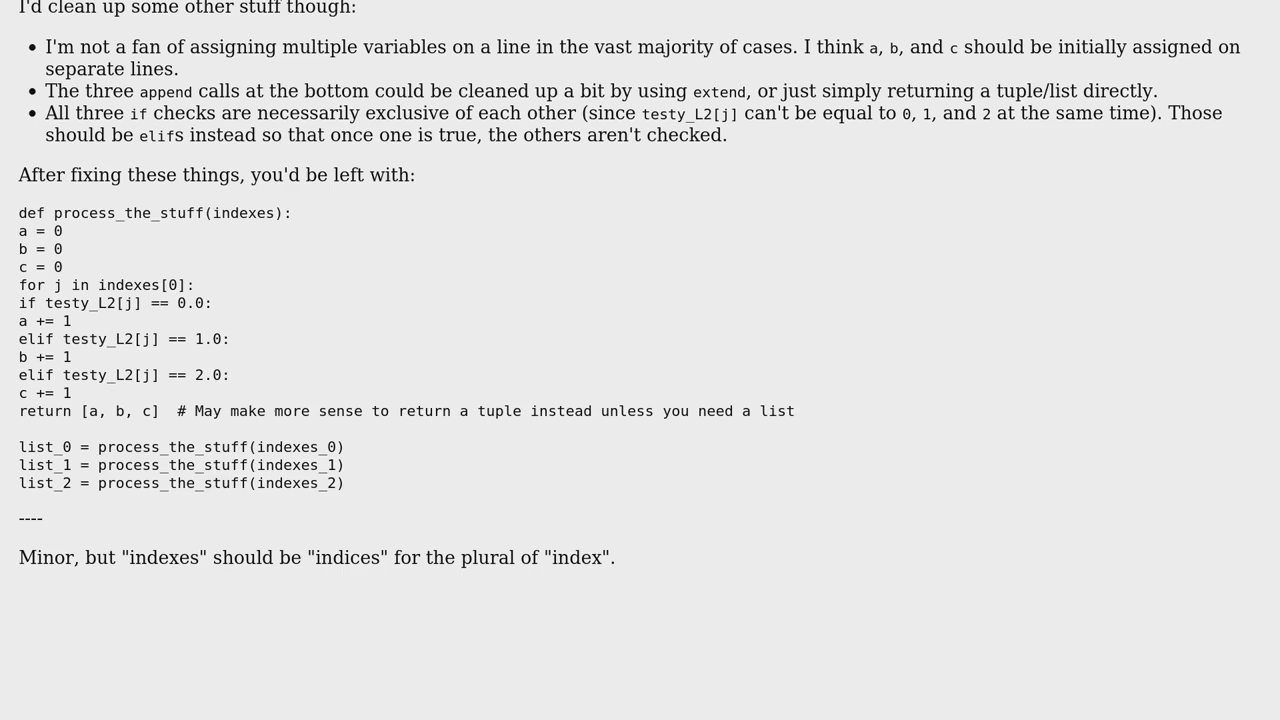 I'd clean up some other stuff though:
• I'm not a fan of assigning multiple variables on a line in the vast majority of cases. I think a, b, and c should be initially assigned on
separate lines.
• The three append calls at the bottom could be cleaned up a bit by using extend, or just simply returning a tuple/list directly.
• All three if checks are necessarily exclusive of each other (since testy_L2[j] can't be equal to 0, 1, and 2 at the same time). Those
should be elifs instead so that once one is true, the others aren't checked.
After fixing these things, you'd be left with:
def process_the_stuff(indexes):
a = 0
b = 0
c = 0
for j in indexes[0]:
if testy_L2[j] == 0.0:
a += 1
elif testy_L2[j] == 1.0:
b += 1
elif testy_L2[j] == 2.0:
c += 1
return [a, b, c]  # May make more sense to return a tuple instead unless you need a list
list_0 = process_the_stuff(indexes_0)
list_1 = process_the_stuff(indexes_1)
list_2 = process_the_stuff(indexes_2)
----
Minor, but "indexes" should be "indices" for the plural of "index".